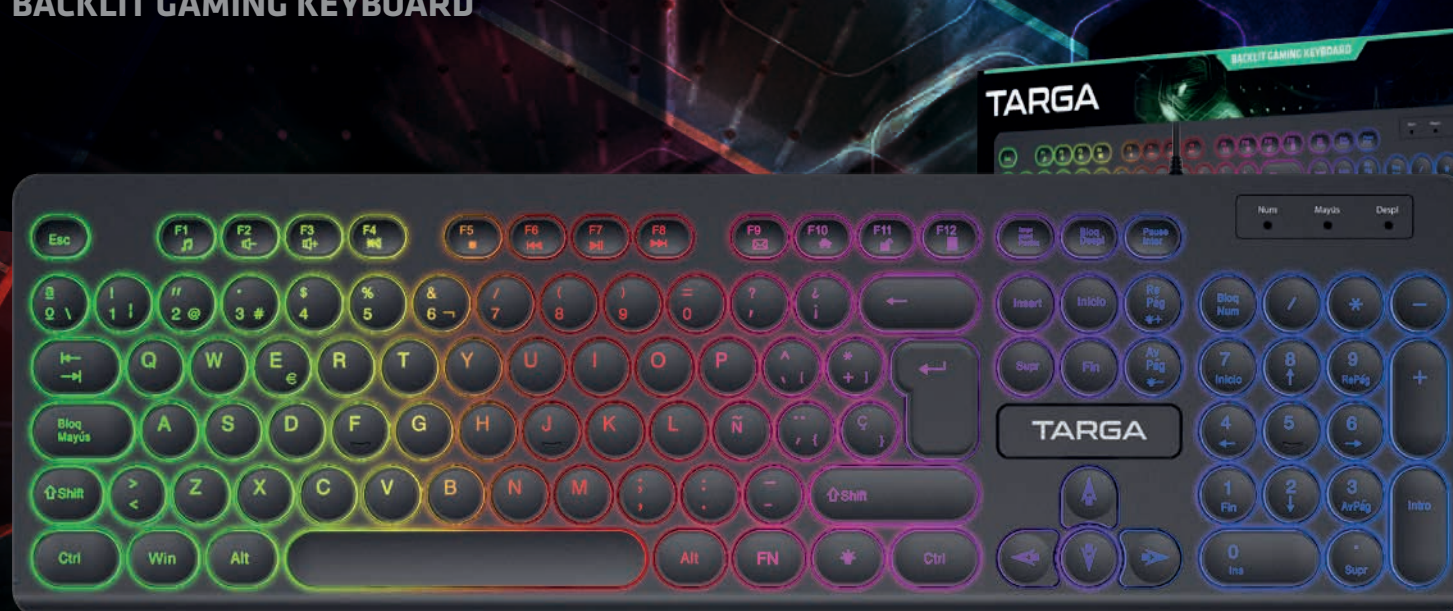 BACKLIT GAMING KEYBOARD
BACKLIT GAMING KEYBOARD
TARGA
Num Mayús Despl
Esc F1 F2 F3 F4 F5 F6 F7 F8 F9 F10 F11 F12 Bloq Despl Pausa Inter
ª º \ ! 1 " 2 @ · 3 # $ 4 % 5 & 6 ¬ / 7 ( 8 ) 9 = 0 ? ' ¿ ¡ ← Insert Inicio Re Pág Bloq Num / * −
Q W E € R T Y U I O P ^ ` [ * + ] Supr Fin Av Pág 7 Inicio 8 ↑ 9 RePág +
Bloq Mayús A S D F G H J K L Ñ ¨ ´ { Ç } TARGA 4 ← 5 6 →
Shift > < Z X C V B N M ; , : . _ - Shift 1 Fin 2 ↓ 3 AvPág Intro
Ctrl Win Alt Alt FN Ctrl 0 Ins . Supr